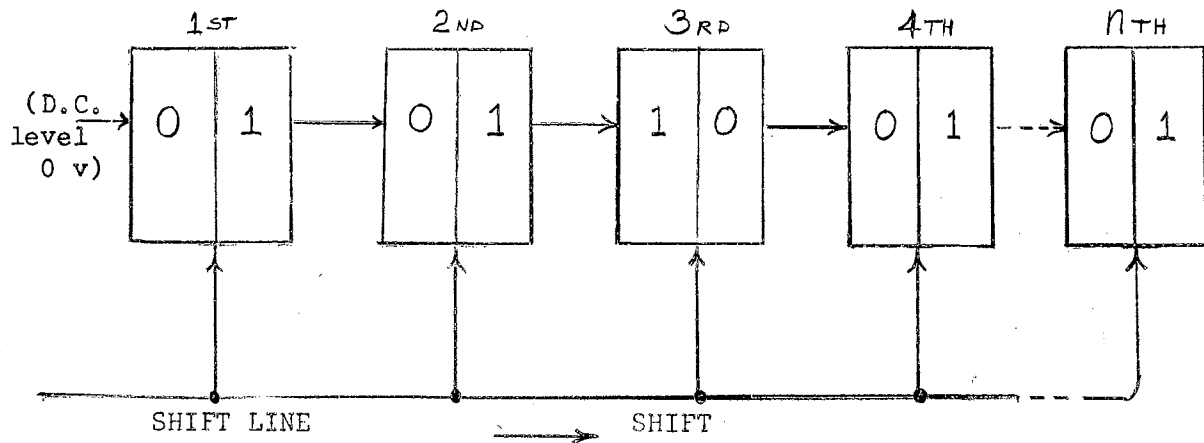 1ST 2ND 3RD 4TH nTH
(D.C.
level
0 v)
0 1 0 1 1 0 0 1 0 1
SHIFT LINE SHIFT